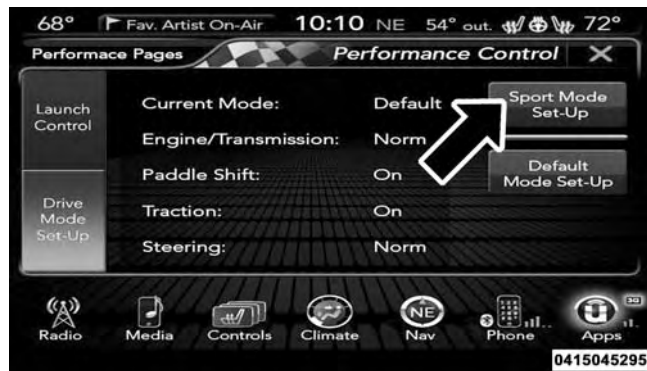 68° Fav. Artist On-Air 10:10 NE 54° out. 72°
Performace Pages Performance Control X
Launch Control
Current Mode: Default
Sport Mode Set-Up
Engine/Transmission: Norm
Paddle Shift: On
Default Mode Set-Up
Drive Mode Set-Up
Traction: On
Steering: Norm
NE 3G
Radio Media Controls Climate Nav Phone Apps
0415045295